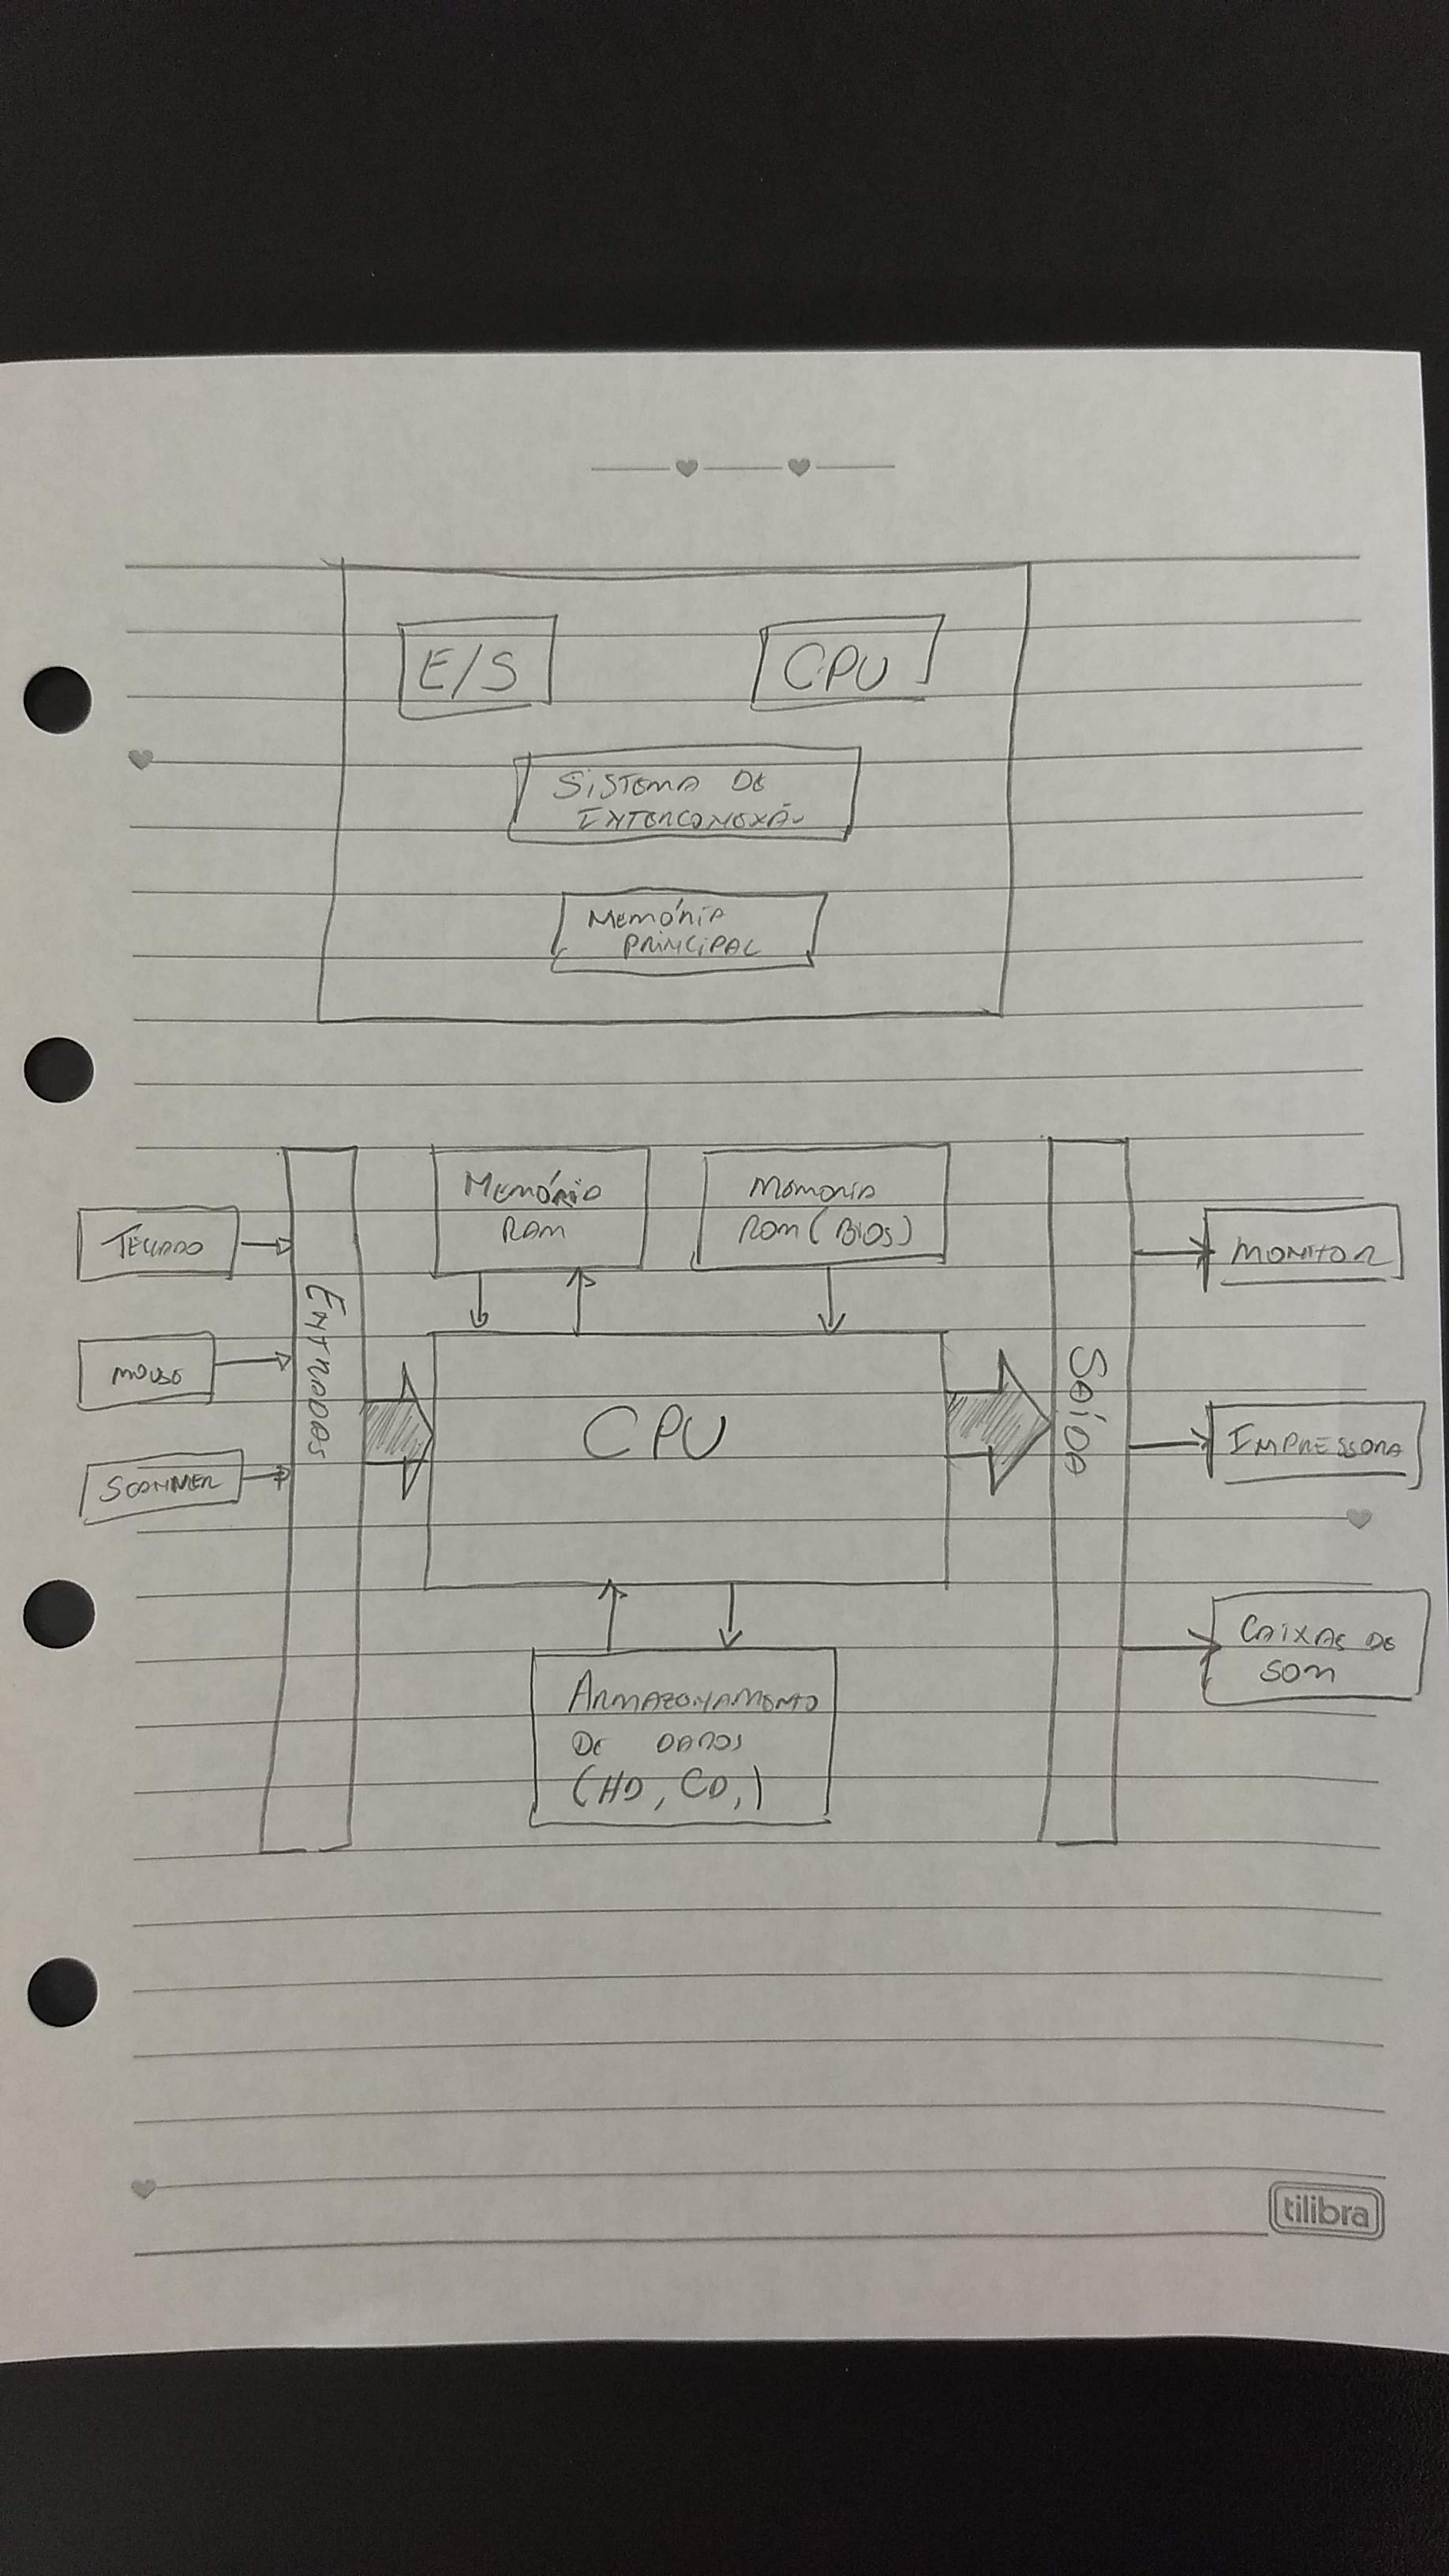 E/S
CPU
SISTEMA DE
INTERCONEXÃO
MEMÓRIA
PRINCIPAL
MEMÓRIA
RAM
MEMORIA
ROM (BIOS)
TECLADO
MOUSE
SCANNER
ENTRADAS
CPU
SAÍDA
MONITOR
IMPRESSORA
CAIXAS DE
SOM
ARMAZENAMENTO
DE DADOS
(HD, CD,)
tilibra